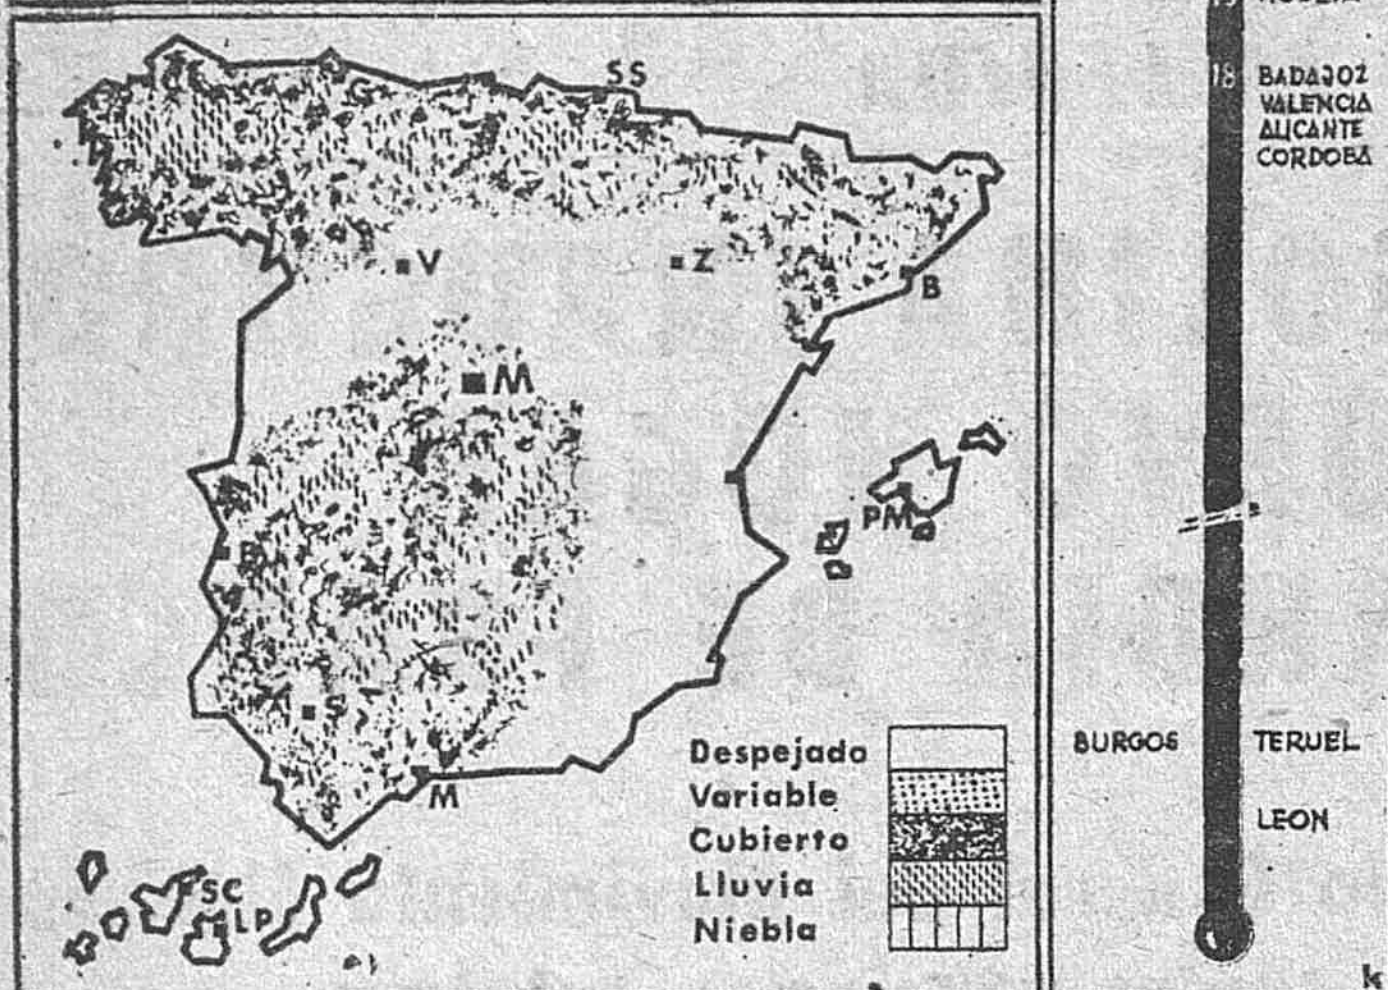 SS
C
G
V
Z
B
M
PM
B
S
M
SC
LP
Despejado
Variable
Cubierto
Lluvia
Niebla
18
BADAJOZ
VALENCIA
ALICANTE
CORDOBA
BURGOS
TERUEL
LEON
k